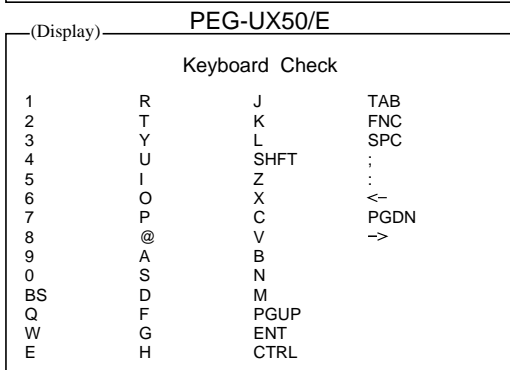 PEG-UX50/E
(Display)
Keyboard Check
1 R J TAB
2 T K FNC
3 Y L SPC
4 U SHFT ;
5 I Z :
6 O X <–
7 P C PGDN
8 @ V –>
9 A B
0 S N
BS D M
Q F PGUP
W G ENT
E H CTRL